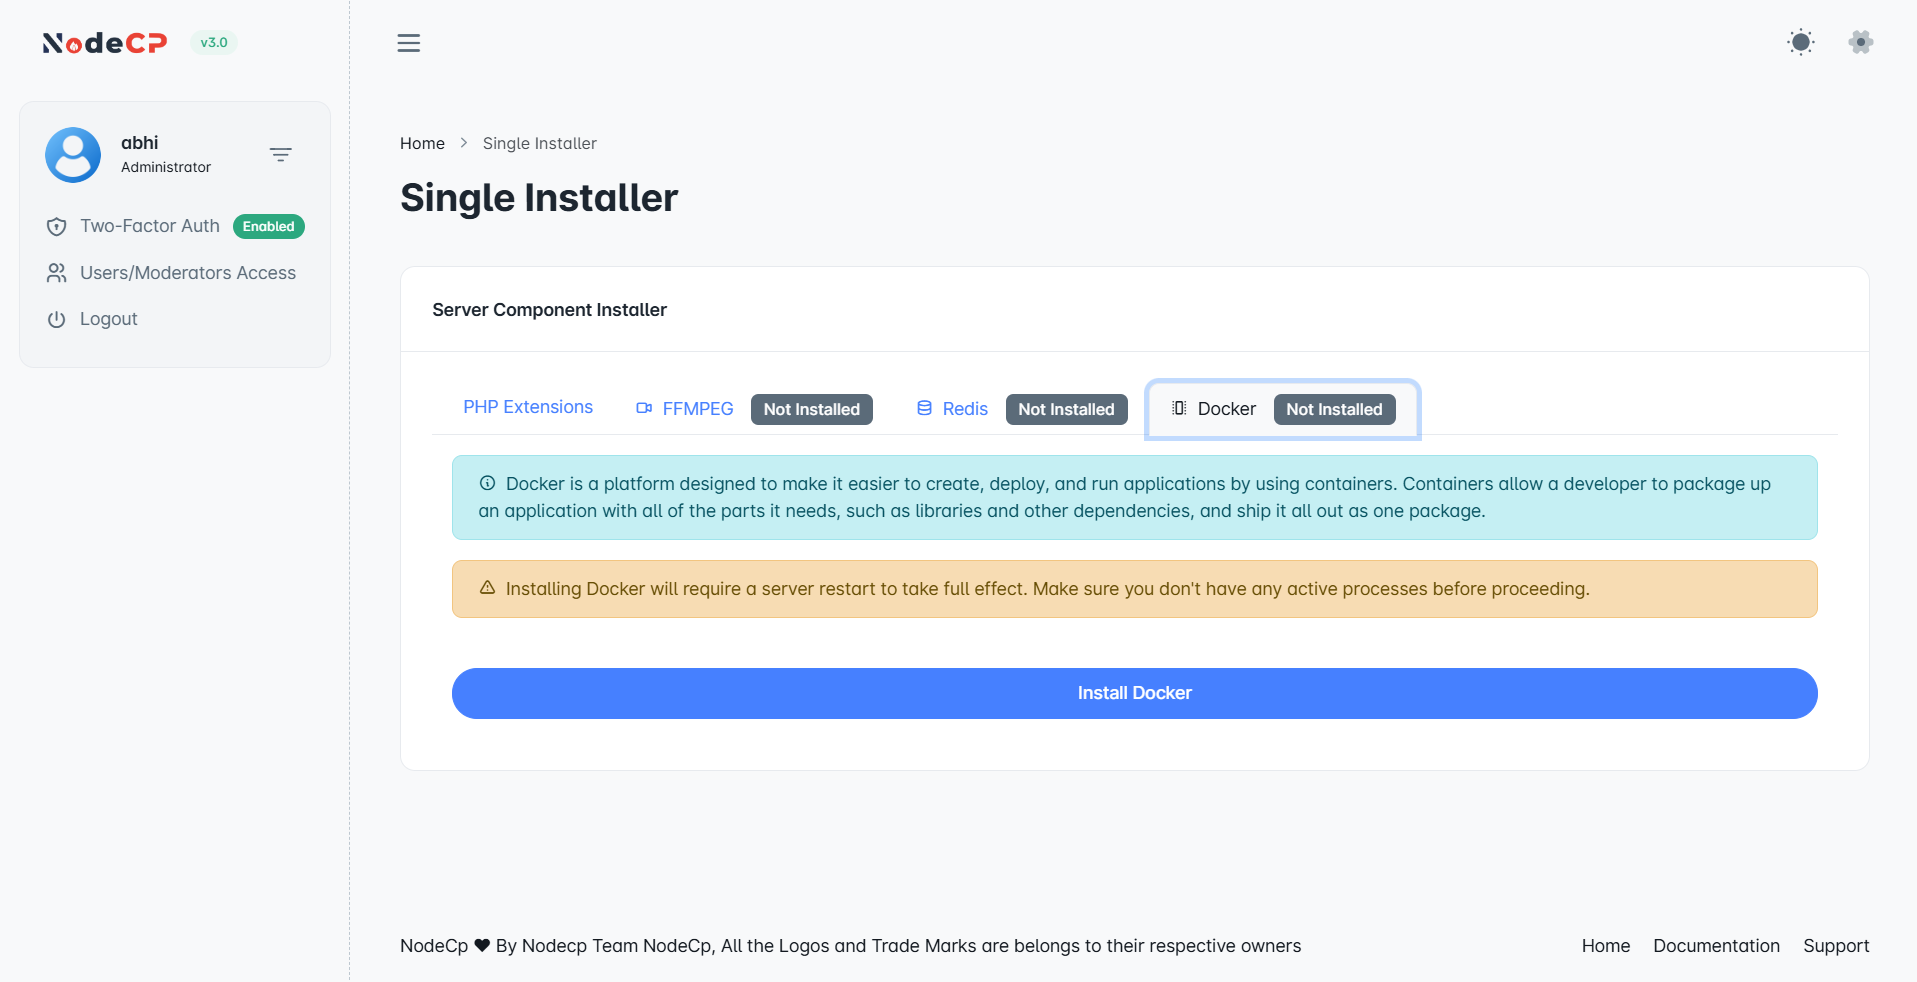 NodeCP v3.0
abhi
Administrator
Two-Factor Auth Enabled
Users/Moderators Access
Logout
Home > Single Installer
Single Installer
Server Component Installer
PHP Extensions FFMPEG Not Installed Redis Not Installed Docker Not Installed
Docker is a platform designed to make it easier to create, deploy, and run applications by using containers. Containers allow a developer to package up
an application with all of the parts it needs, such as libraries and other dependencies, and ship it all out as one package.
Installing Docker will require a server restart to take full effect. Make sure you don't have any active processes before proceeding.
Install Docker
NodeCp ♥ By Nodecp Team NodeCp, All the Logos and Trade Marks are belongs to their respective owners
Home Documentation Support